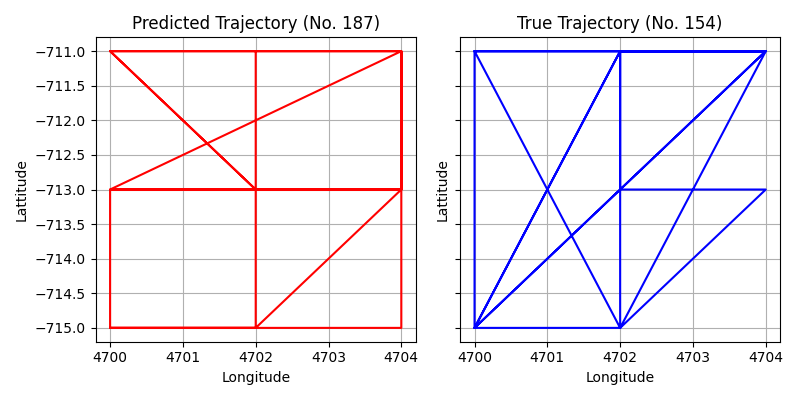 Predicted Trajectory (No. 187)
True Trajectory (No. 154)
−711.0
−711.5
−712.0
−712.5
−713.0
−713.5
−714.0
−714.5
−715.0
Lattitude
Lattitude
4700 4701 4702 4703 4704
4700 4701 4702 4703 4704
Longitude
Longitude